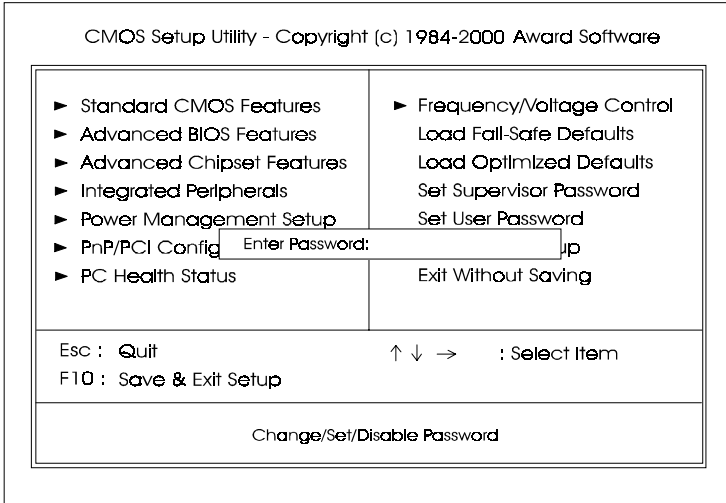 CMOS Setup Utility - Copyright (c) 1984-2000 Award Software
► Standard CMOS Features
► Advanced BIOS Features
► Advanced Chipset Features
► Integrated Peripherals
► Power Management Setup
► PnP/PCI Config
► PC Health Status
► Frequency/Voltage Control
Load Fail-Safe Defaults
Load Optimized Defaults
Set Supervisor Password
Set User Password
up
Exit Without Saving
Enter Password:
Esc : Quit
F10 : Save & Exit Setup
↑ ↓ → : Select Item
Change/Set/Disable Password